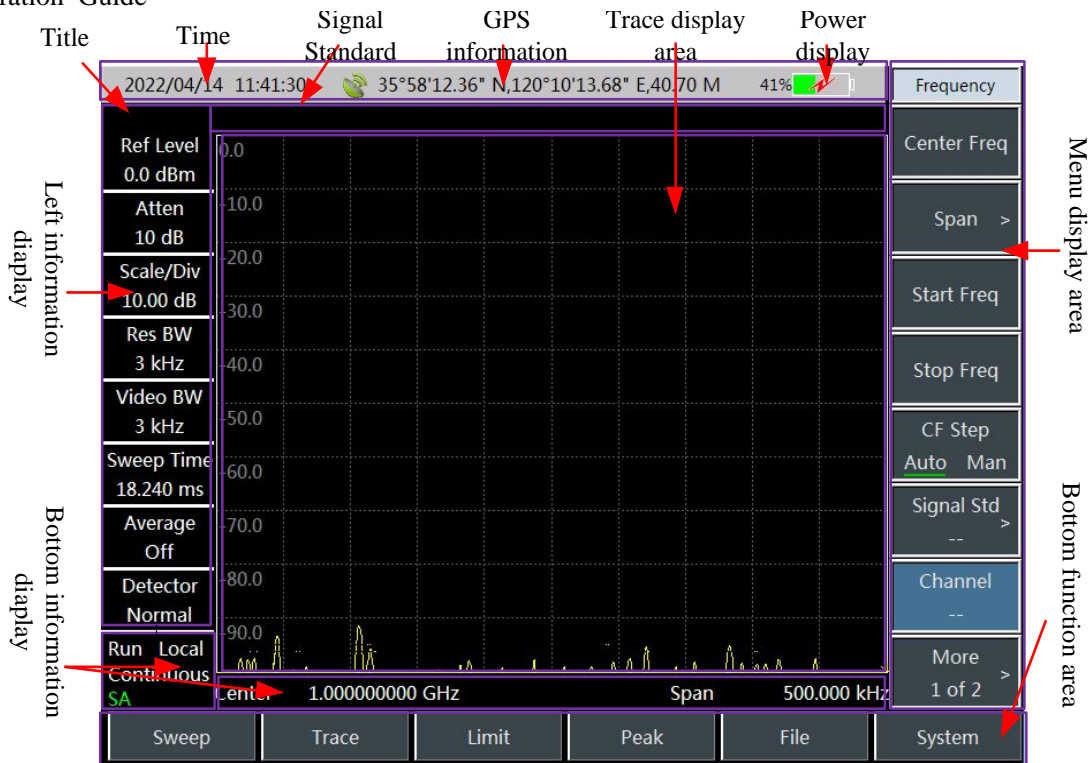 ration Guide
Title
Time
Signal
Standard
GPS
information
Trace display
area
Power
display
2022/04/14 11:41:30
35°58'12.36" N,120°10'13.68" E,40.70 M
41%
Left information
diaplay
Bottom information
diaplay
Ref Level
0.0 dBm
Atten
10 dB
Scale/Div
10.00 dB
Res BW
3 kHz
Video BW
3 kHz
Sweep Time
18.240 ms
Average
Off
Detector
Normal
Run Local
Continuous
SA
0.0
-10.0
-20.0
-30.0
-40.0
-50.0
-60.0
-70.0
-80.0
-90.0
Center 1.000000000 GHz Span 500.000 kHz
Frequency
Center Freq
Span >
Start Freq
Stop Freq
CF Step
Auto Man
Signal Std >
--
Channel
--
More >
1 of 2
Menu display area
Bottom function area
Sweep Trace Limit Peak File System